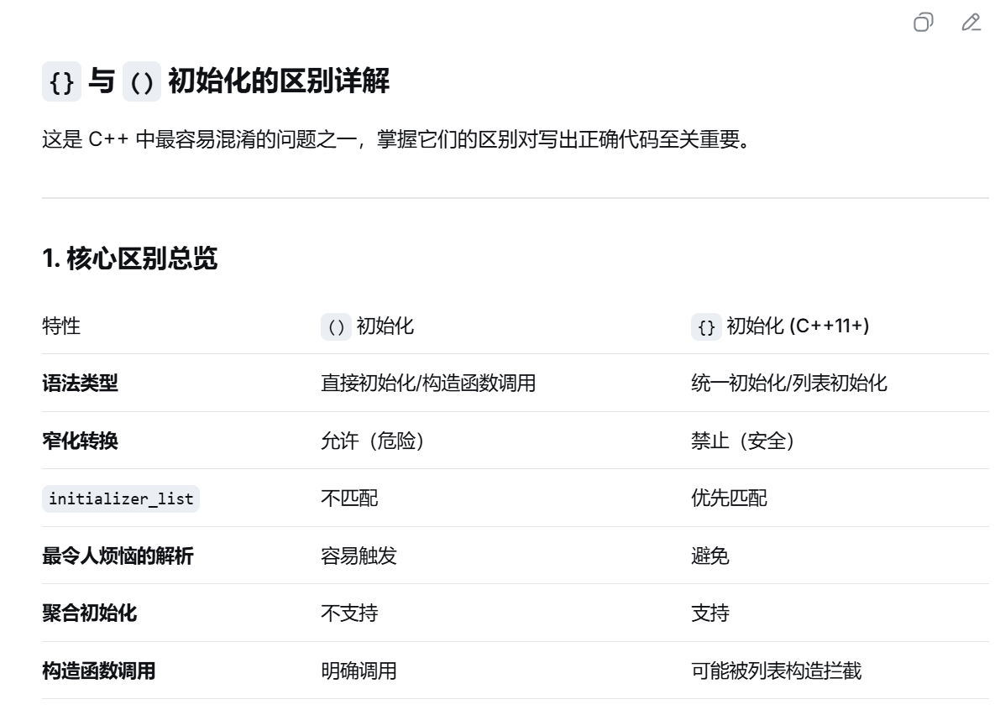 {} 与 () 初始化的区别详解
这是 C++ 中最容易混淆的问题之一，掌握它们的区别对写出正确代码至关重要。
1. 核心区别总览
特性 () 初始化 {} 初始化 (C++11+)
语法类型 直接初始化/构造函数调用 统一初始化/列表初始化
窄化转换 允许（危险） 禁止（安全）
initializer_list 不匹配 优先匹配
最令人烦恼的解析 容易触发 避免
聚合初始化 不支持 支持
构造函数调用 明确调用 可能被列表构造拦截